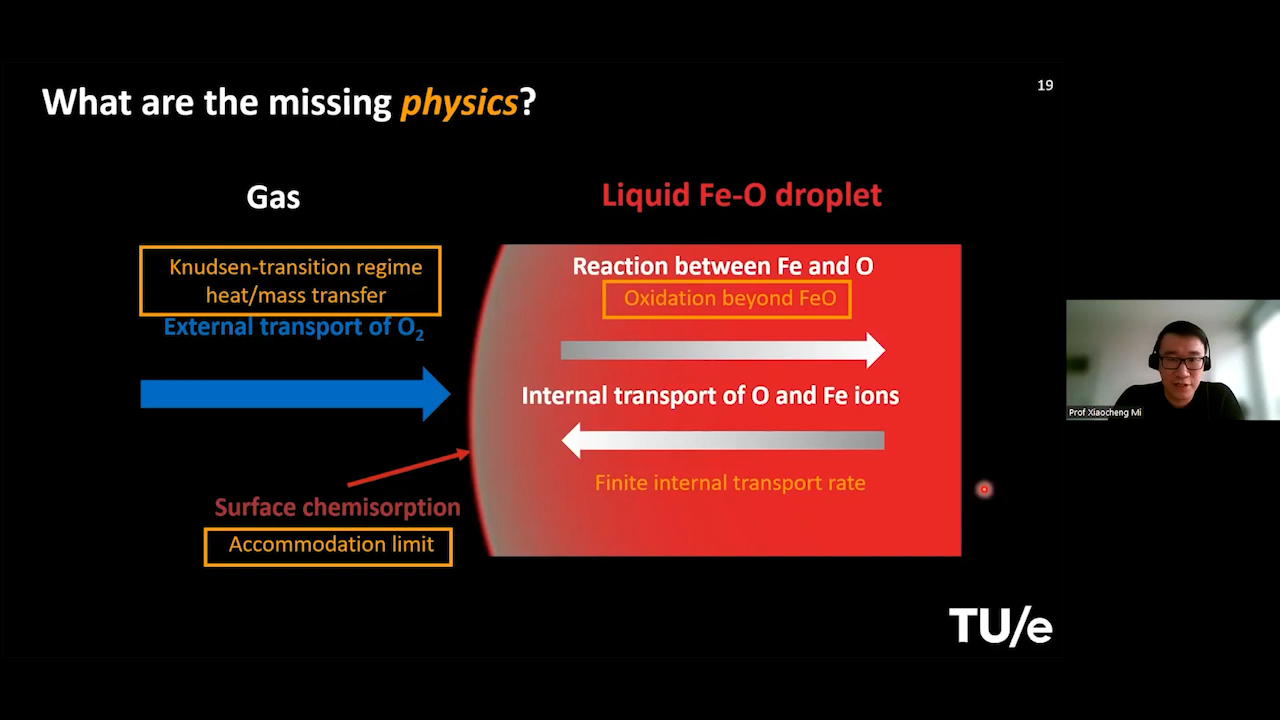 What are the missing physics?
19
Gas
Liquid Fe-O droplet
Knudsen-transition regime
heat/mass transfer
External transport of O₂
Reaction between Fe and O
Oxidation beyond FeO
Internal transport of O and Fe ions
Finite internal transport rate
Surface chemisorption
Accommodation limit
Prof Xiaocheng Mi
TU/e